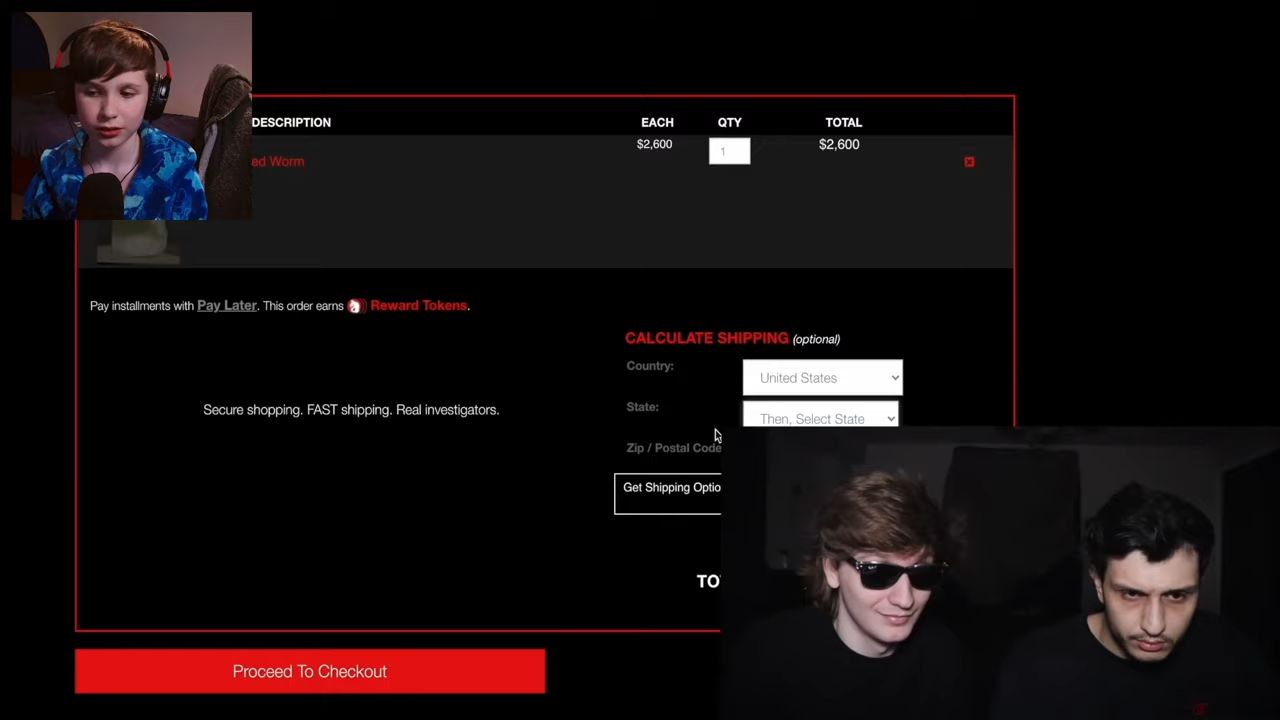 DESCRIPTION EACH QTY TOTAL
$2,600 1 $2,600
ed Worm
Pay installments with Pay Later. This order earns Reward Tokens.
CALCULATE SHIPPING (optional)
Country: United States
Secure shopping. FAST shipping. Real investigators.
State: Then, Select State
Zip / Postal Code
Get Shipping Optio
TO
Proceed To Checkout